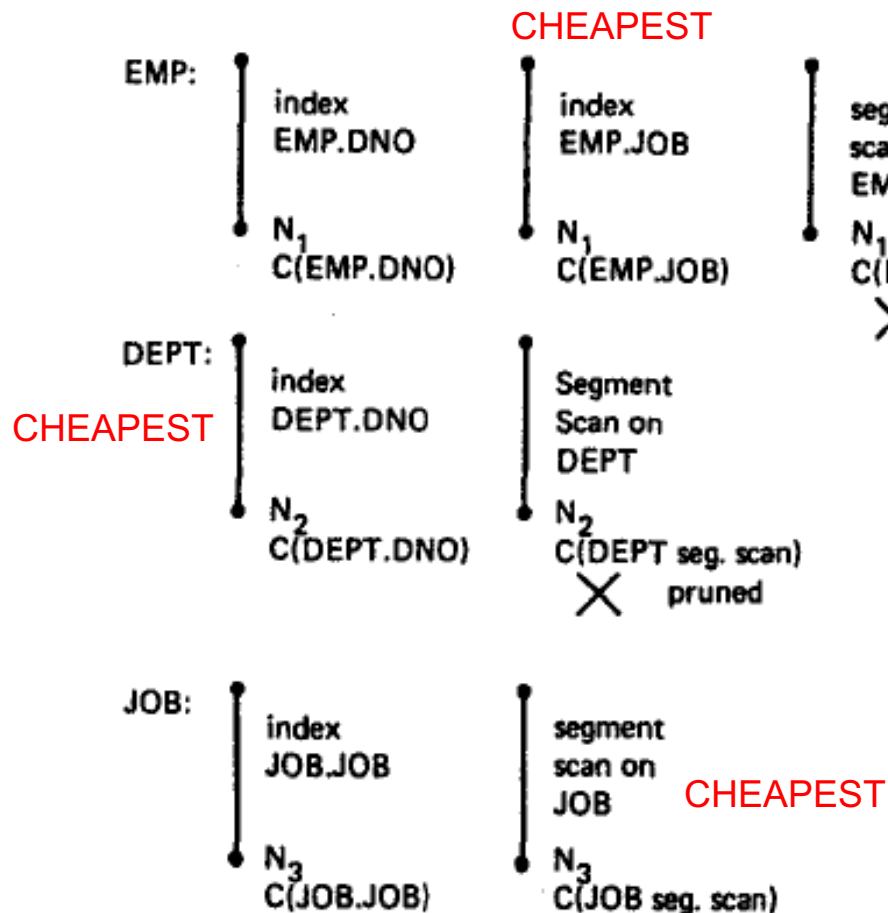 CHEAPEST
EMP:
index
EMP.DNO
N1
C(EMP.DNO)
index
EMP.JOB
N1
C(EMP.JOB)
N1
DEPT:
CHEAPEST
index
DEPT.DNO
N2
C(DEPT.DNO)
Segment
Scan on
DEPT
N2
C(DEPT seg. scan)
pruned
JOB:
index
JOB.JOB
N3
C(JOB.JOB)
segment
scan on
JOB
CHEAPEST
N3
C(JOB seg. scan)